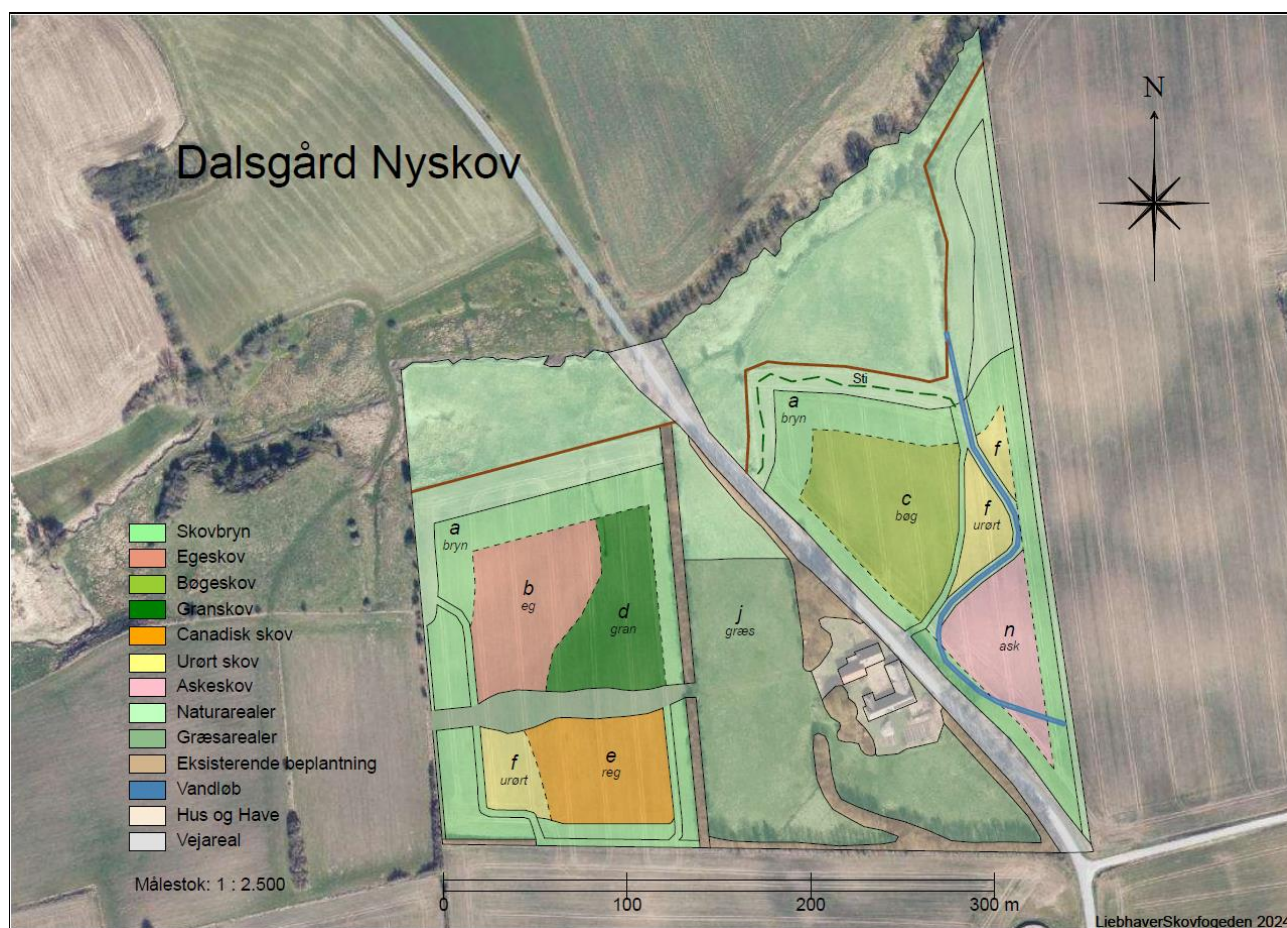 Dalsgård Nyskov
N
Sti
a
bryn
f
c
bøg
f
urørt
a
bryn
b
eg
d
gran
j
græs
n
ask
f
urørt
e
reg
Skovbryn
Egeskov
Bøgeskov
Granskov
Canadisk skov
Urørt skov
Askeskov
Naturarealer
Græsarealer
Eksisterende beplantning
Vandløb
Hus og Have
Vejareal
Målestok: 1 : 2.500
0 100 200 300 m
LiebhaverSkovfogeden 2024